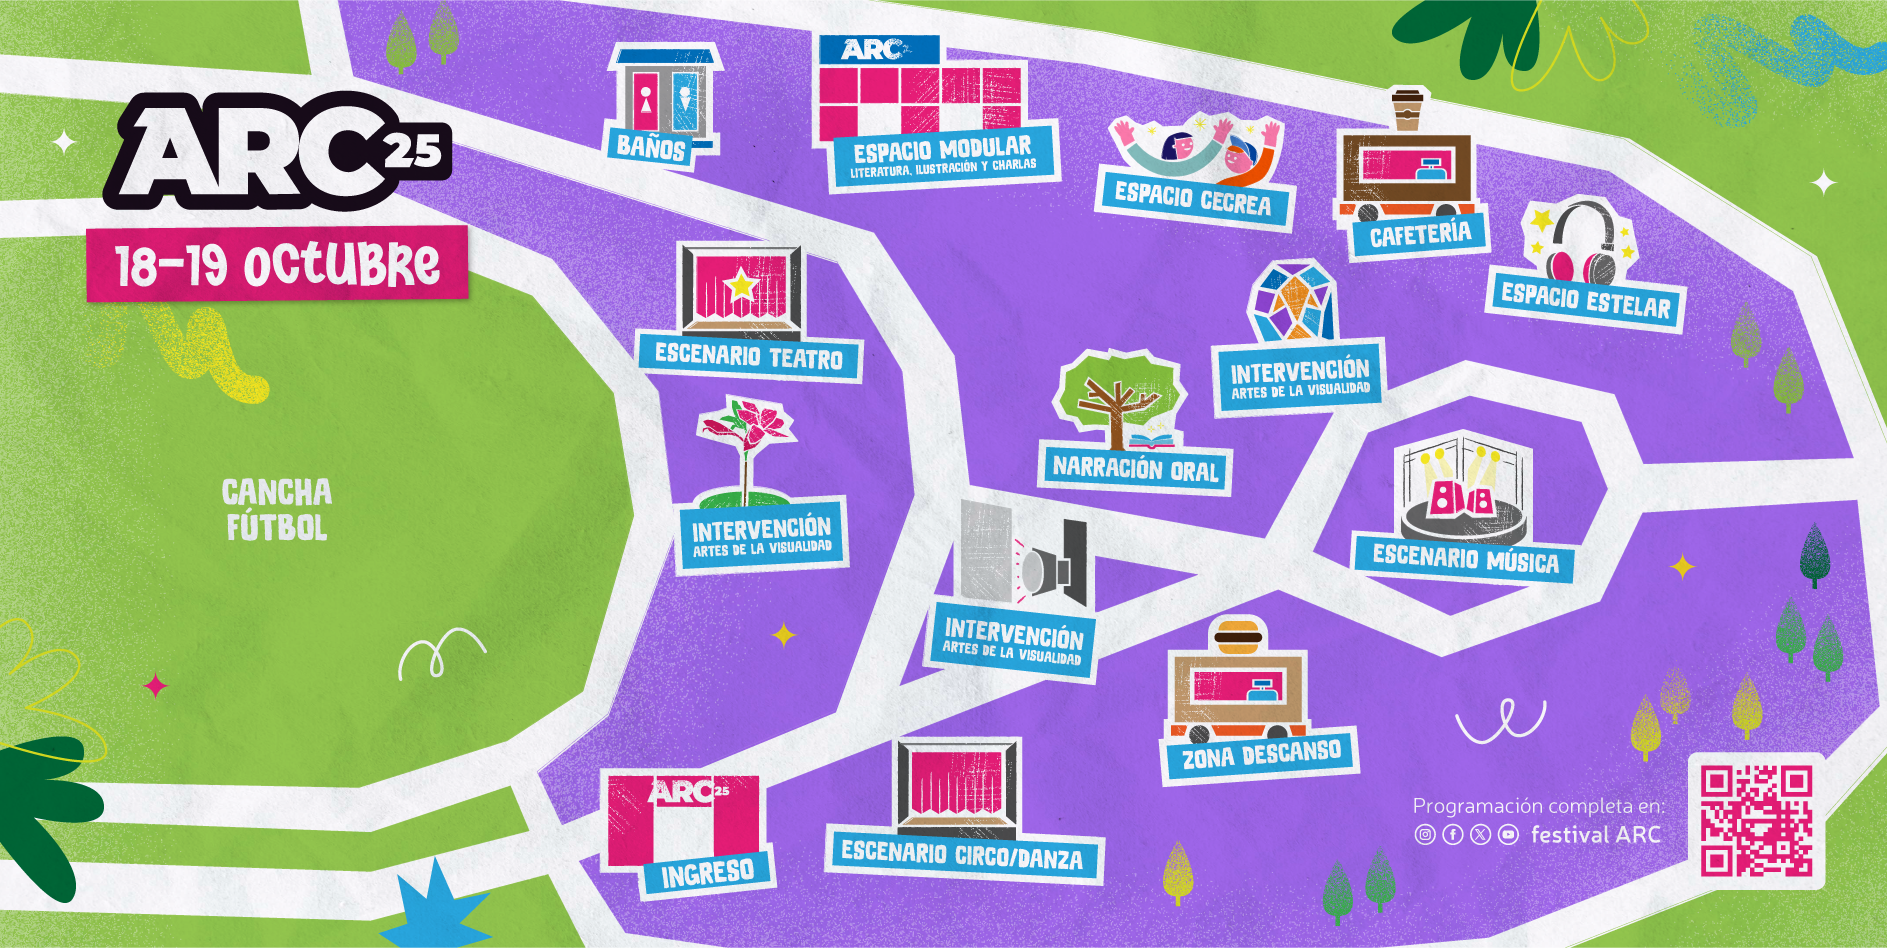 ARC 25
18-19 OCTUBRE
BAÑOS
ARC
ESPACIO MODULAR
LITERATURA, ILUSTRACIÓN Y CHARLAS
ESPACIO CECREA
CAFETERÍA
ESPACIO ESTELAR
ESCENARIO TEATRO
INTERVENCIÓN
ARTES DE LA VISUALIDAD
NARRACIÓN ORAL
CANCHA
FÚTBOL
INTERVENCIÓN
ARTES DE LA VISUALIDAD
ESCENARIO MÚSICA
INTERVENCIÓN
ARTES DE LA VISUALIDAD
ZONA DESCANSO
ARC25
INGRESO
ESCENARIO CIRCO/DANZA
Programación completa en:
festival ARC